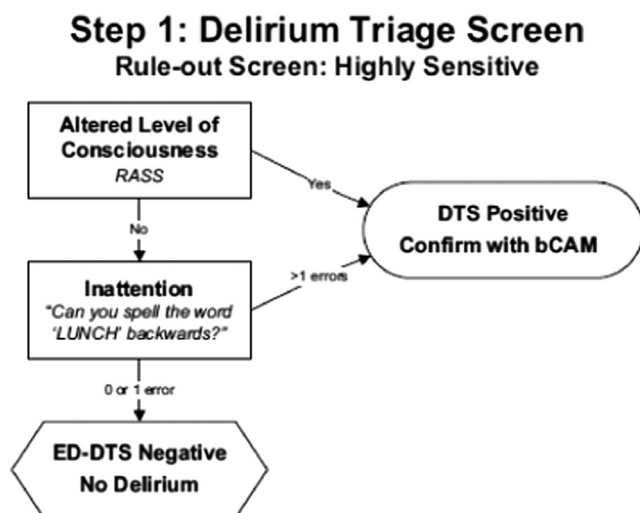 Step 1: Delirium Triage Screen
Rule-out Screen: Highly Sensitive
Altered Level of
Consciousness
RASS
Yes
DTS Positive
Confirm with bCAM
No
Inattention
"Can you spell the word
'LUNCH' backwards?"
>1 errors
0 or 1 error
ED-DTS Negative
No Delirium